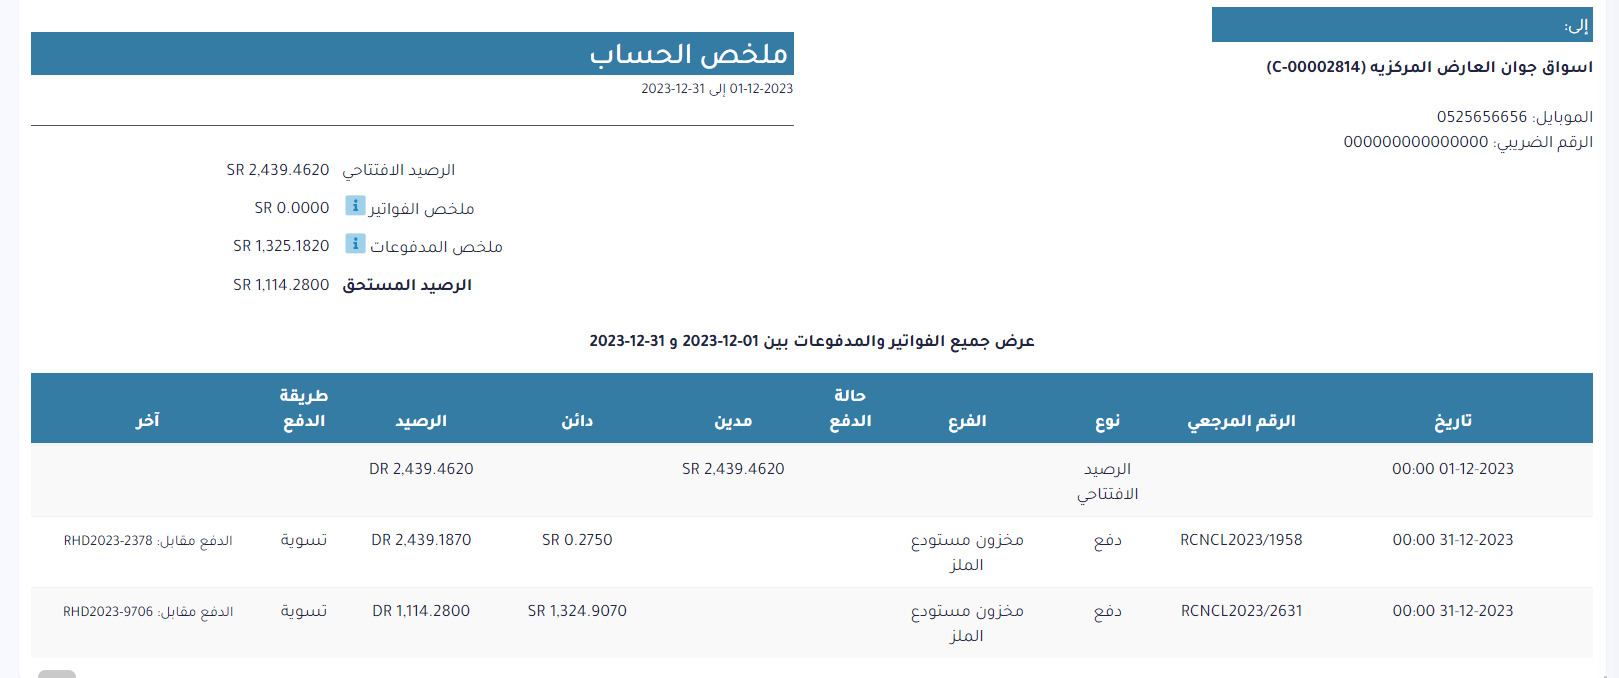 إلى:
اسواق جوان العارض المركزيه (C-00002814)
الموبايل: 0525656656
الرقم الضريبي: 000000000000000
ملخص الحساب
01-12-2023 إلى 31-12-2023
الرصيد الافتتاحي SR 2,439.4620
ملخص الفواتير SR 0.0000
ملخص المدفوعات SR 1,325.1820
الرصيد المستحق SR 1,114.2800
عرض جميع الفواتير والمدفوعات بين 01-12-2023 و 31-12-2023
تاريخ الرقم المرجعي نوع الفرع حالة الدفع مدين دائن الرصيد طريقة الدفع آخر
01-12-2023 00:00 الرصيد الافتتاحي SR 2,439.4620 DR 2,439.4620
31-12-2023 00:00 RCNCL2023/1958 دفع مخزون مستودع الملز SR 0.2750 DR 2,439.1870 تسوية الدفع مقابل: RHD2023-2378
31-12-2023 00:00 RCNCL2023/2631 دفع مخزون مستودع الملز SR 1,324.9070 DR 1,114.2800 تسوية الدفع مقابل: RHD2023-9706